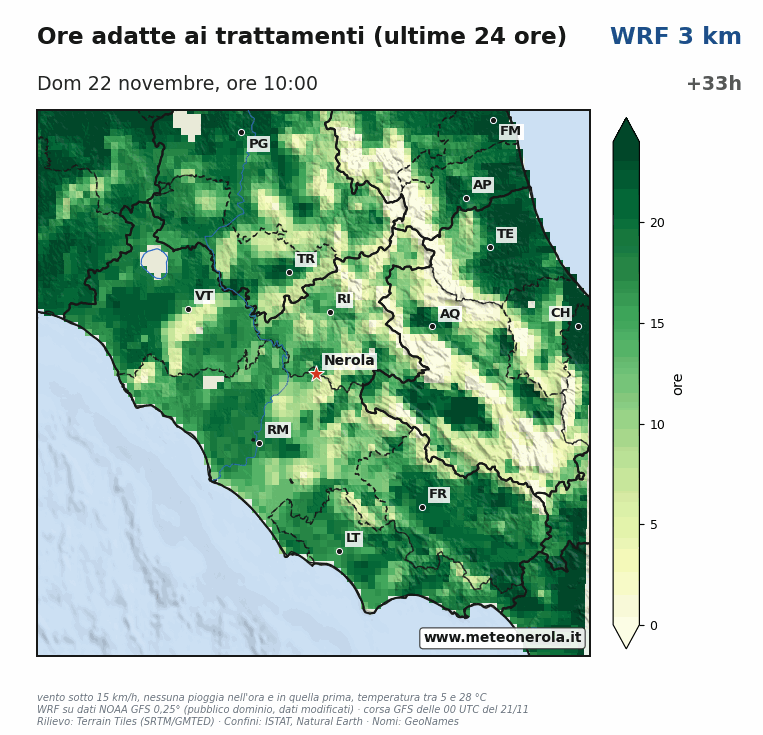 Ore adatte ai trattamenti (ultime 24 ore)
WRF 3 km
Dom 22 novembre, ore 10:00
+33h
FM
PG
AP
TE
TR
VT
RI
AQ
CH
Nerola
RM
FR
LT
www.meteonerola.it
20
15
10
5
0
ore
vento sotto 15 km/h, nessuna pioggia nell'ora e in quella prima, temperatura tra 5 e 28 °C
WRF su dati NOAA GFS 0,25° (pubblico dominio, dati modificati) · corsa GFS delle 00 UTC del 21/11
Rilievo: Terrain Tiles (SRTM/GMTED) · Confini: ISTAT, Natural Earth · Nomi: GeoNames